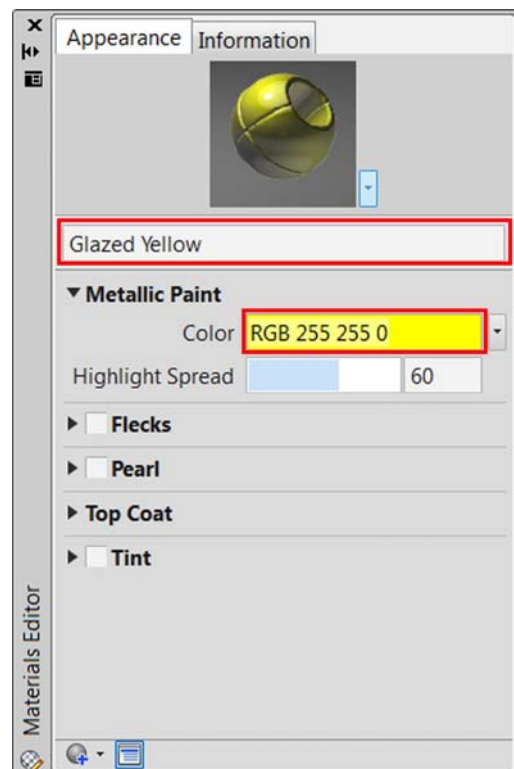 Appearance Information
Glazed Yellow
Metallic Paint
Color RGB 255 255 0
Highlight Spread 60
Flecks
Pearl
Top Coat
Tint
Materials Editor